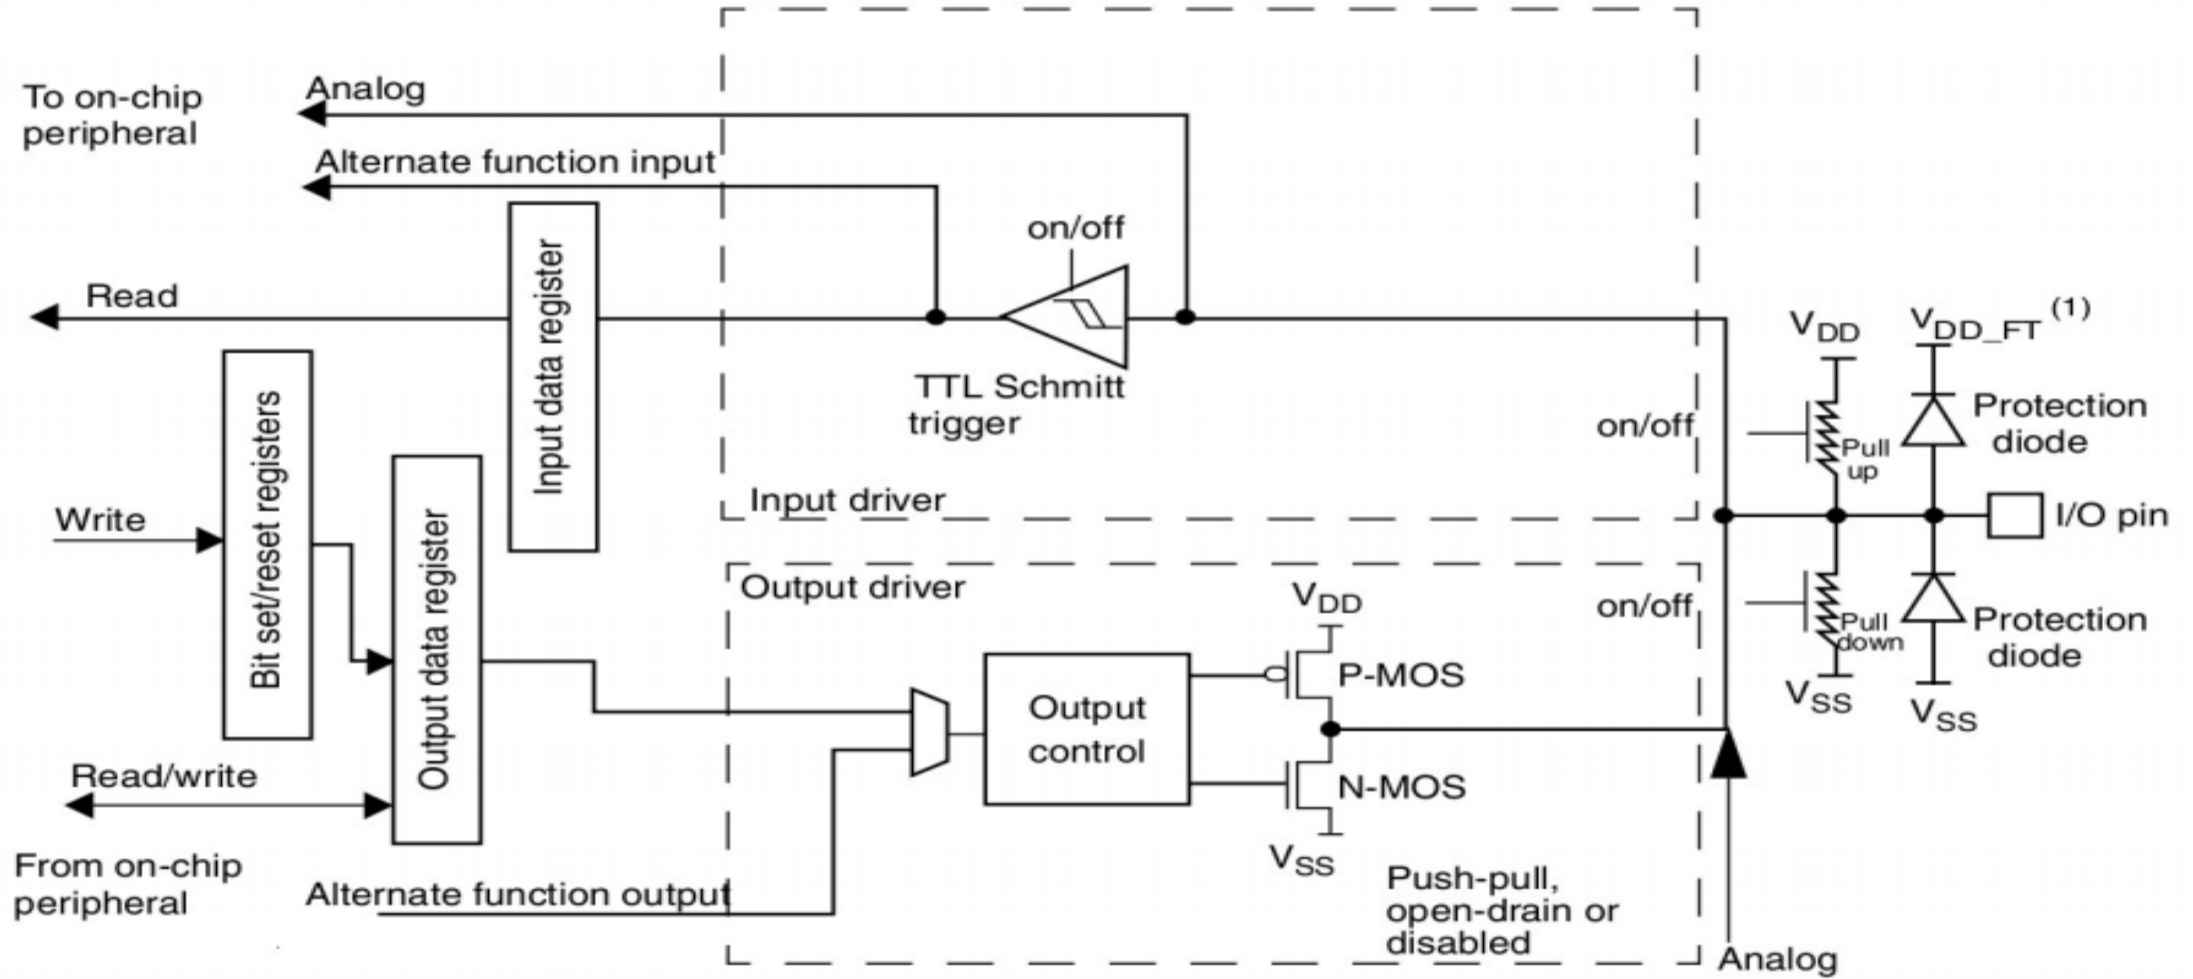 To on-chip
peripheral
Analog
Alternate function input
on/off
Read
Input data register
TTL Schmitt
trigger
Input driver
on/off
VDD
VDD_FT (1)
Pull
up
Protection
diode
I/O pin
Write
Bit set/reset registers
Output data register
Output driver
VDD
on/off
P-MOS
Output
control
N-MOS
VSS
Pull
down
VSS
Protection
diode
VSS
Read/write
From on-chip
peripheral
Alternate function output
Push-pull,
open-drain or
disabled
Analog